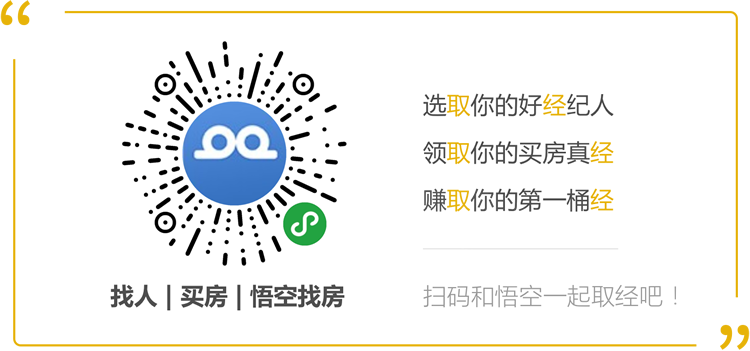 选取你的好经纪人
领取你的买房真经
赚取你的第一桶经
找人 | 买房 | 悟空找房
扫码和悟空一起取经吧！